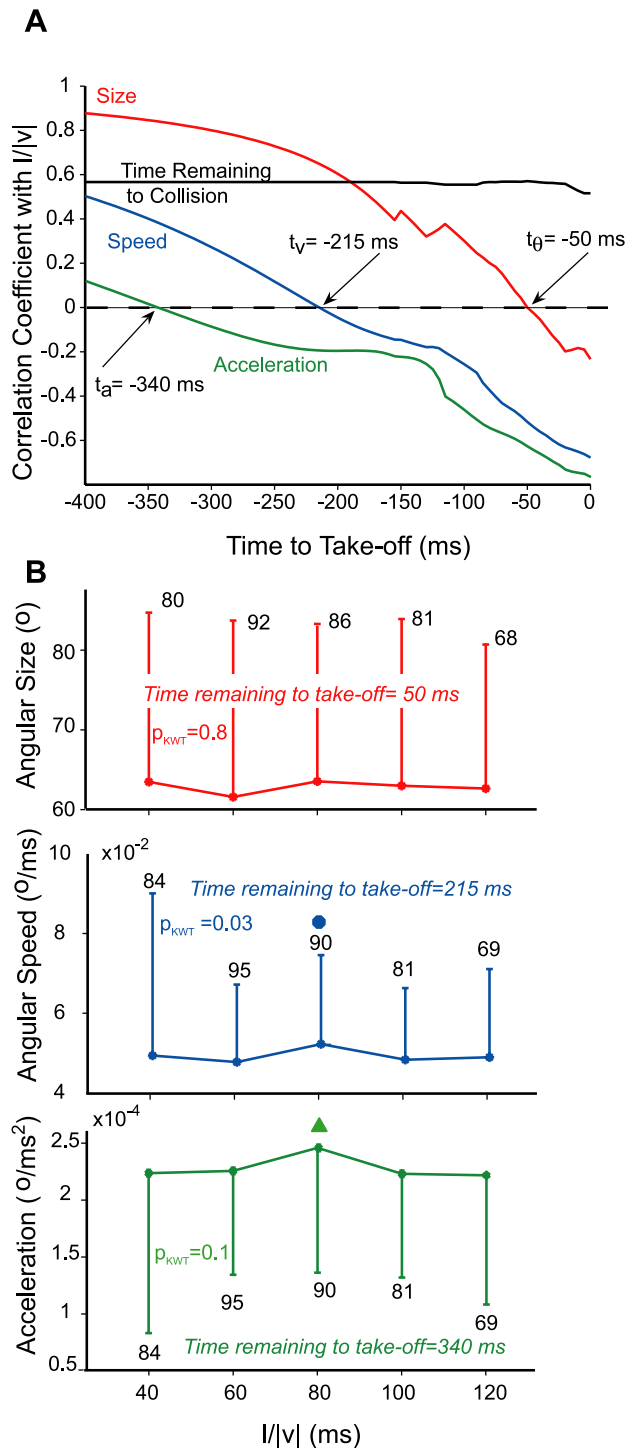 A
Correlation Coefficient with l/|v|
1
0.8
0.6
0.4
0.2
0
-0.2
-0.4
-0.6
Size
Time Remaining
to Collision
Speed
tv= -215 ms
tθ= -50 ms
ta= -340 ms
Acceleration
-400 -350 -300 -250 -200 -150 -100 -50 0
Time to Take-off (ms)
B
Angular Size (º)
80
70
60
80 92 86 81 68
Time remaining to take-off= 50 ms
pKWT=0.8
Angular Speed (º/ms)
x10-2
10
8
6
4
84 95 90 81 69
Time remaining to take-off=215 ms
pKWT =0.03
Acceleration (º/ms2)
x10-4
2.5
2
1.5
1
0.5
pKWT=0.1
84 95 90 81 69
Time remaining to take-off=340 ms
40 60 80 100 120
l/|v| (ms)